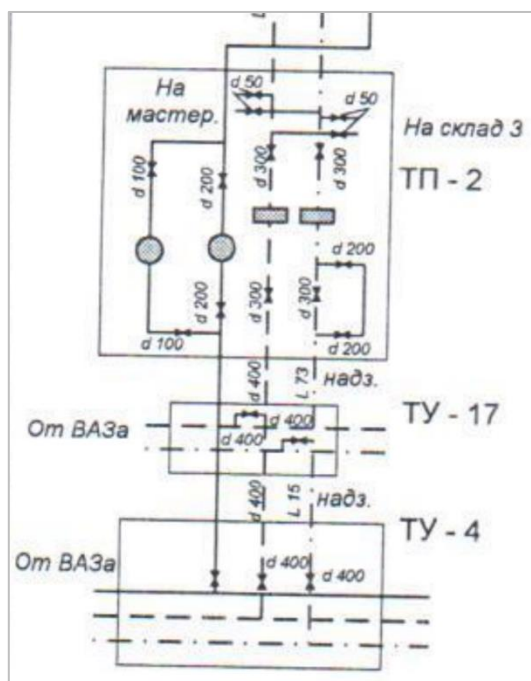 L
На
мастер.
d 50
d 50
На склад 3
d 100
d 200
d 300
d 300
ТП - 2
d 200
d 200
d 300
d 300
d 100
d 200
d 400
L 73
надз.
ТУ - 17
От ВАЗа
d 400
d 400
d 400
L 15
надз.
ТУ - 4
От ВАЗа
d 400
d 400